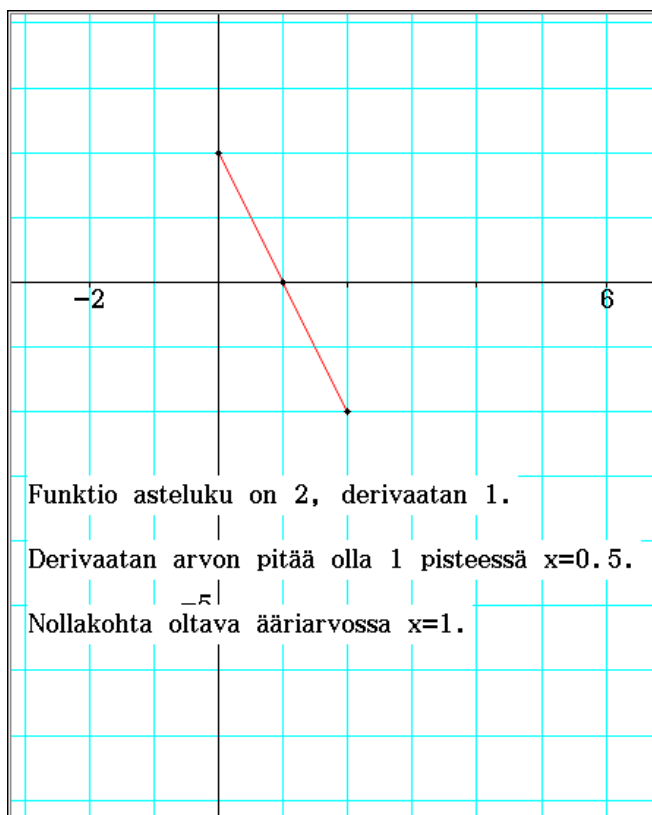 −2
6
Funktio asteluku on 2, derivaatan 1.
Derivaatan arvon pitää olla 1 pisteessä x=0.5.
−5
Nollakohta oltava ääriarvossa x=1.